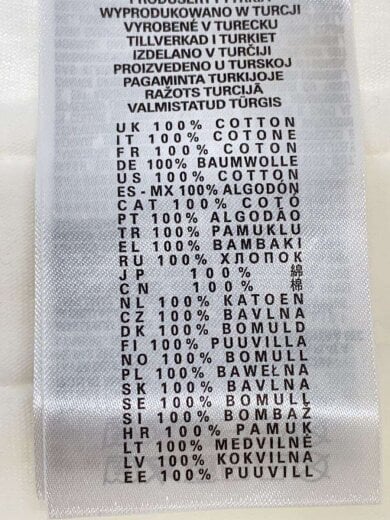 WYPRODUKOWANO W TURCJI
VYROBENÉ V TURECKU
TILLVERKAD I TURKIET
IZDELANO V TURČIJI
PROIZVEDENO U TURSKOJ
PAGAMINTA TURKIJOJE
RAŽOTS TURCIJĀ
VALMISTATUD TÜRGIS
UK 100% COTTON
IT 100% COTONE
FR 100% COTON
DE 100% BAUMWOLLE
US 100% COTTON
ES-MX 100% ALGODÓN
CAT 100% COTÓ
PT 100% ALGODÃO
TR 100% PAMUKLU
EL 100% BAMBAKI
RU 100% ХЛОПОК
JP 100% 綿
CN 100% 棉
NL 100% KATOEN
CZ 100% BAVLNA
DK 100% BOMULD
FI 100% PUUVILLA
NO 100% BOMULL
PL 100% BAWEŁNA
SK 100% BAVLNA
SE 100% BOMULL
SI 100% BOMBAŽ
HR 100% PAMUK
LT 100% MEDVILNĖ
LV 100% KOKVILNA
EE 100% PUUVILL